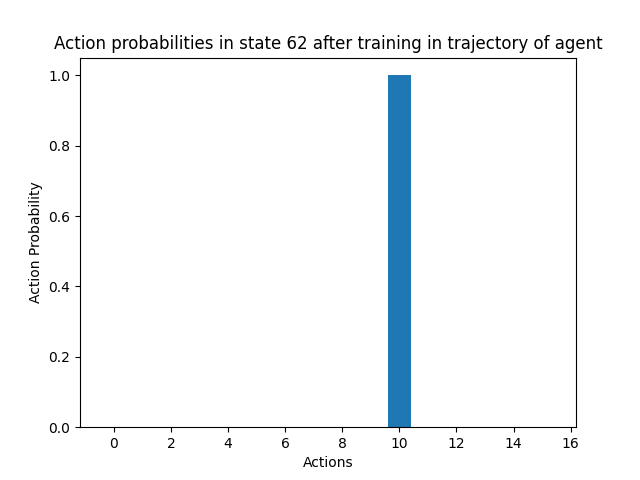 Action probabilities in state 62 after training in trajectory of agent
1.0
0.8
0.6
0.4
0.2
0.0
Action Probability
0 2 4 6 8 10 12 14 16
Actions